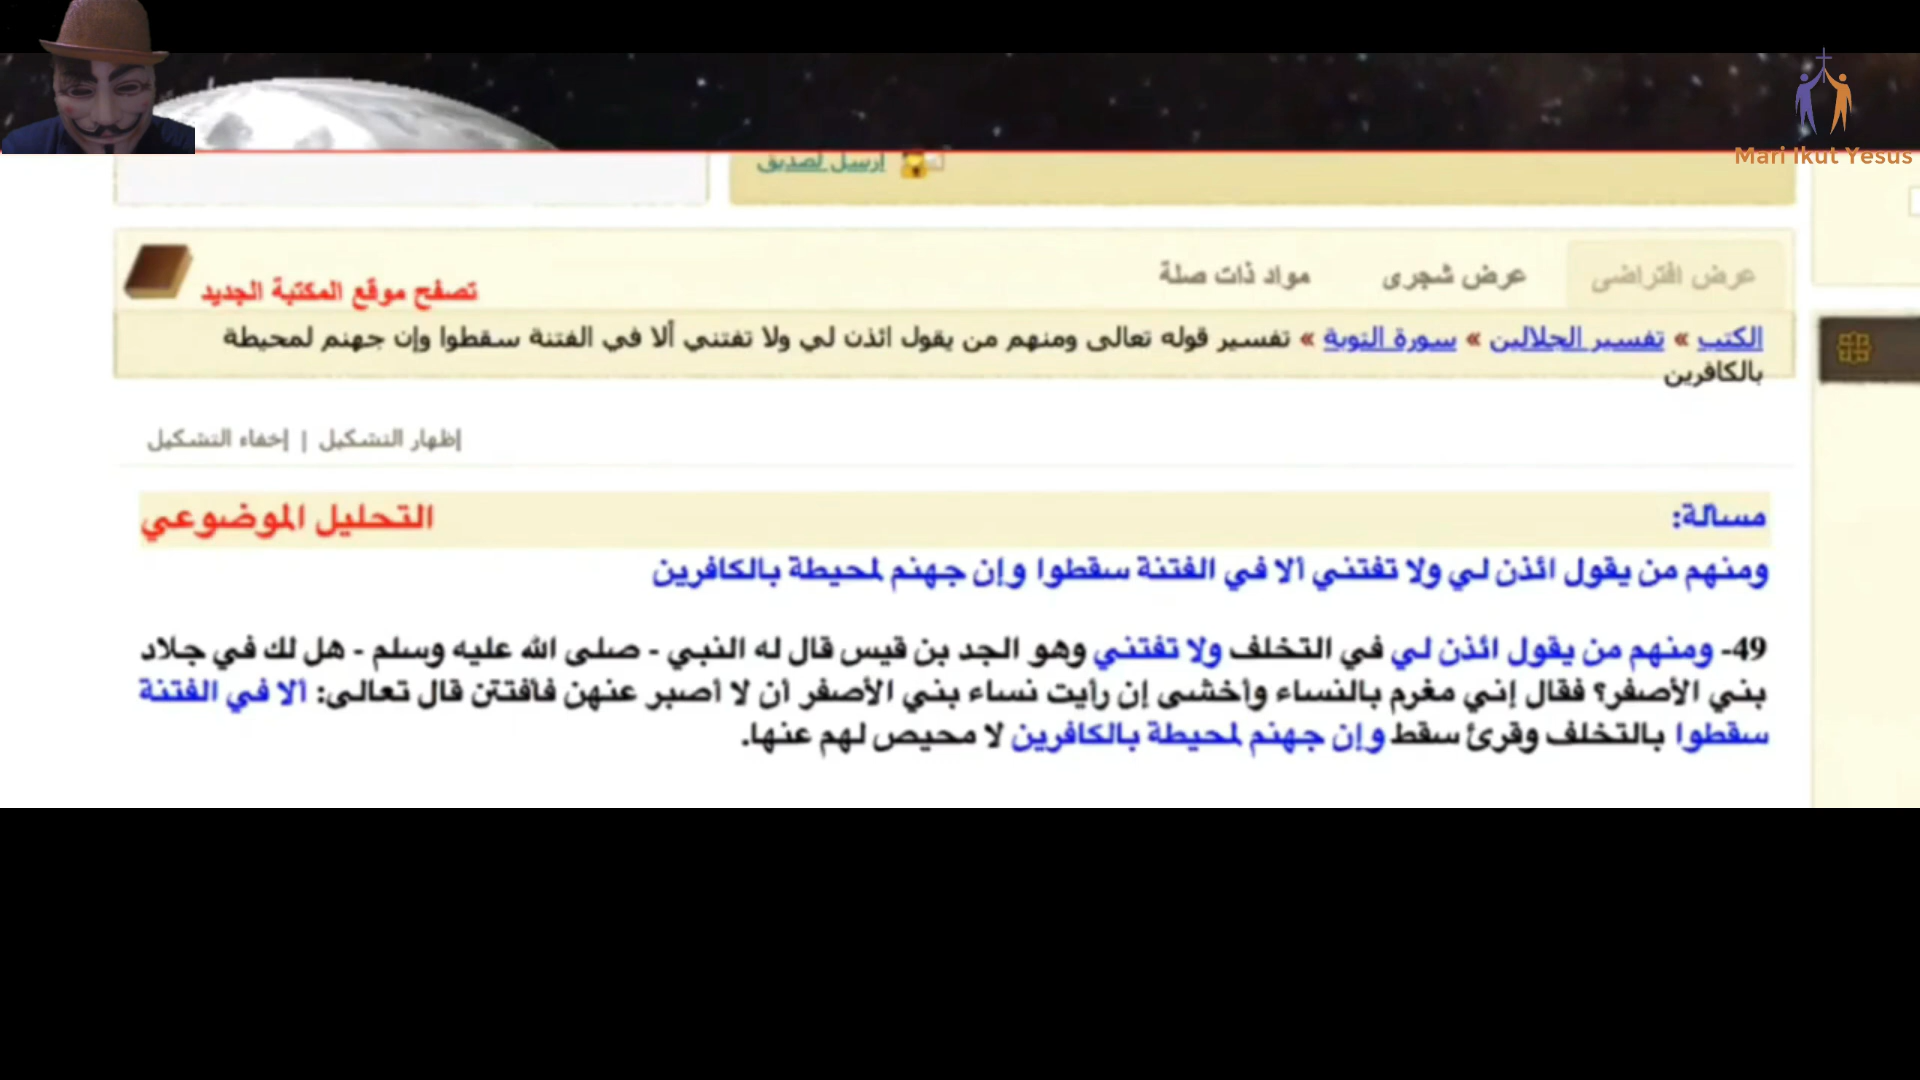 Mari Ikut Yesus
ارسل لصديق
عرض افتراضى
عرض شجرى
مواد ذات صلة
تصفح موقع المكتبة الجديد
الكتب » تفسير الجلالين » سورة التوبة » تفسير قوله تعالى ومنهم من يقول ائذن لي ولا تفتني ألا في الفتنة سقطوا وإن جهنم لمحيطة
بالكافرين
إظهار التشكيل | إخفاء التشكيل
مسألة:
التحليل الموضوعي
ومنهم من يقول ائذن لي ولا تفتني ألا في الفتنة سقطوا وإن جهنم لمحيطة بالكافرين
49- ومنهم من يقول ائذن لي في التخلف ولا تفتني وهو الجد بن قيس قال له النبي - صلى الله عليه وسلم - هل لك في جلاد
بني الأصفر؟ فقال إني مغرم بالنساء وأخشى إن رأيت نساء بني الأصفر أن لا أصبر عنهن فأفتتن قال تعالى: ألا في الفتنة
سقطوا بالتخلف وقرئ سقط وإن جهنم لمحيطة بالكافرين لا محيص لهم عنها.